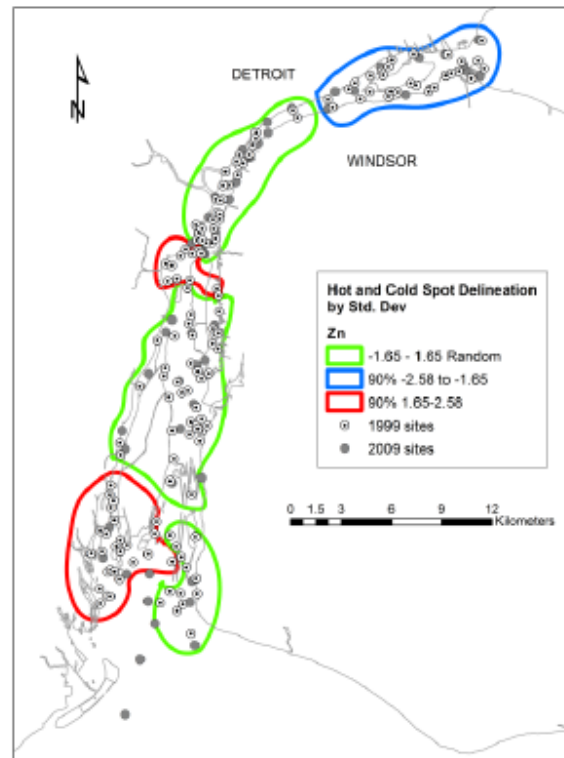 DETROIT
WINDSOR
N
Hot and Cold Spot Delineation
by Std. Dev
Zn
-1.65 - 1.65 Random
90% -2.58 to -1.65
90% 1.65-2.58
1999 sites
2009 sites
0 1.5 3 6 9 12
Kilometers